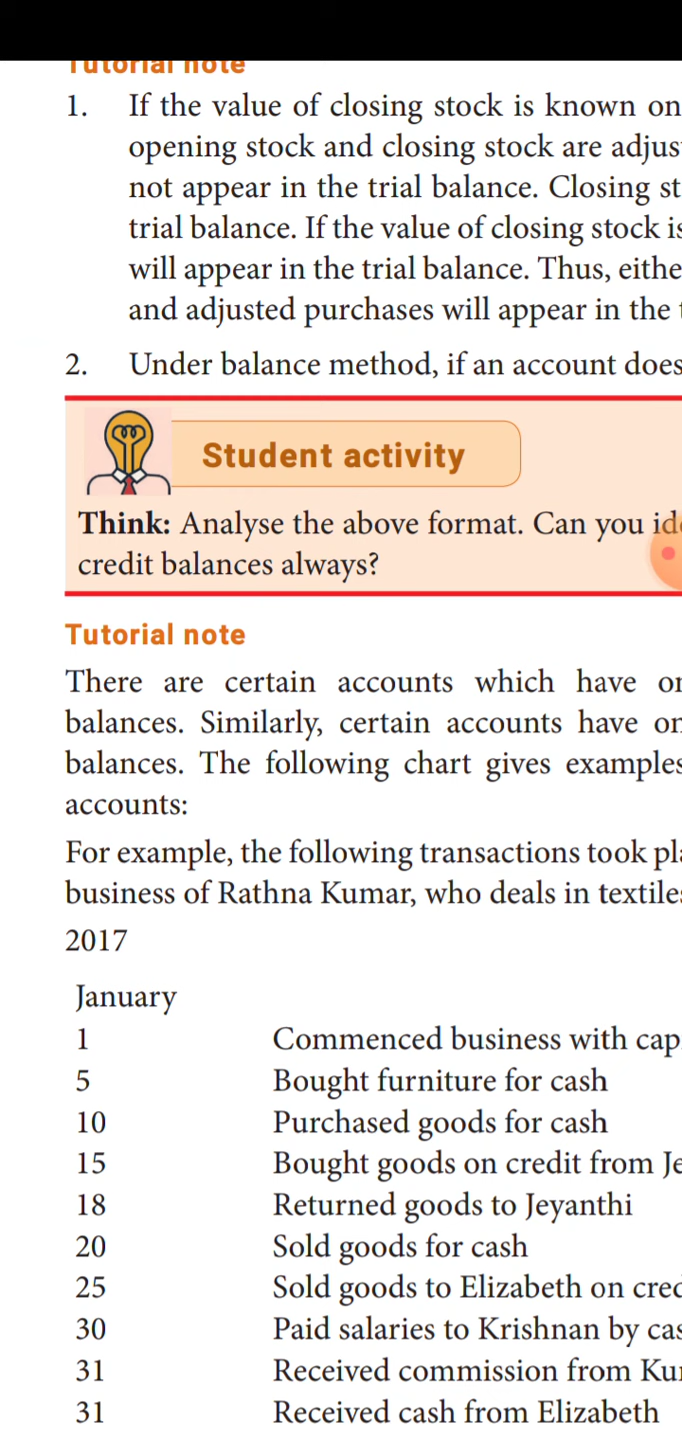 Tutorial note
1. If the value of closing stock is known on
opening stock and closing stock are adjus
not appear in the trial balance. Closing st
trial balance. If the value of closing stock is
will appear in the trial balance. Thus, eithe
and adjusted purchases will appear in the
2. Under balance method, if an account does
Student activity
Think: Analyse the above format. Can you id
credit balances always?
Tutorial note
There are certain accounts which have on
balances. Similarly, certain accounts have on
balances. The following chart gives examples
accounts:
For example, the following transactions took pla
business of Rathna Kumar, who deals in textiles
2017
January
1 Commenced business with cap
5 Bought furniture for cash
10 Purchased goods for cash
15 Bought goods on credit from Je
18 Returned goods to Jeyanthi
20 Sold goods for cash
25 Sold goods to Elizabeth on cred
30 Paid salaries to Krishnan by cas
31 Received commission from Ku
31 Received cash from Elizabeth